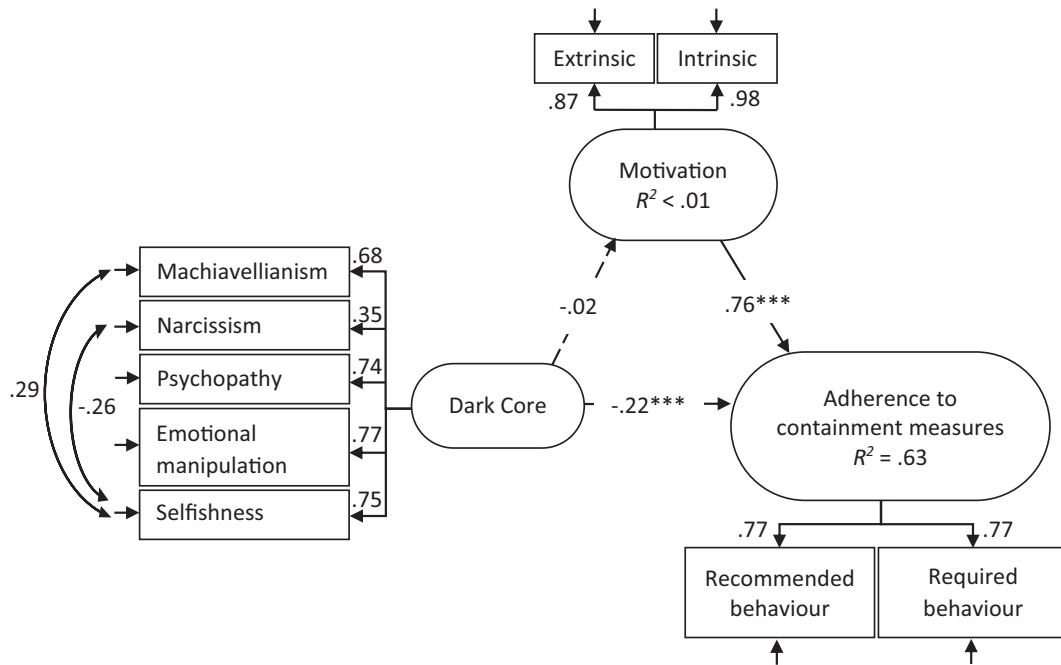 Extrinsic Intrinsic
.87 .98
Motivation
R² < .01
Machiavellianism .68
Narcissism .35
Psychopathy .74
Emotional
manipulation .77
Selfishness .75
.29
-.26
Dark Core
-.02
.76***
-.22***
Adherence to
containment measures
R² = .63
.77 .77
Recommended
behaviour
Required
behaviour